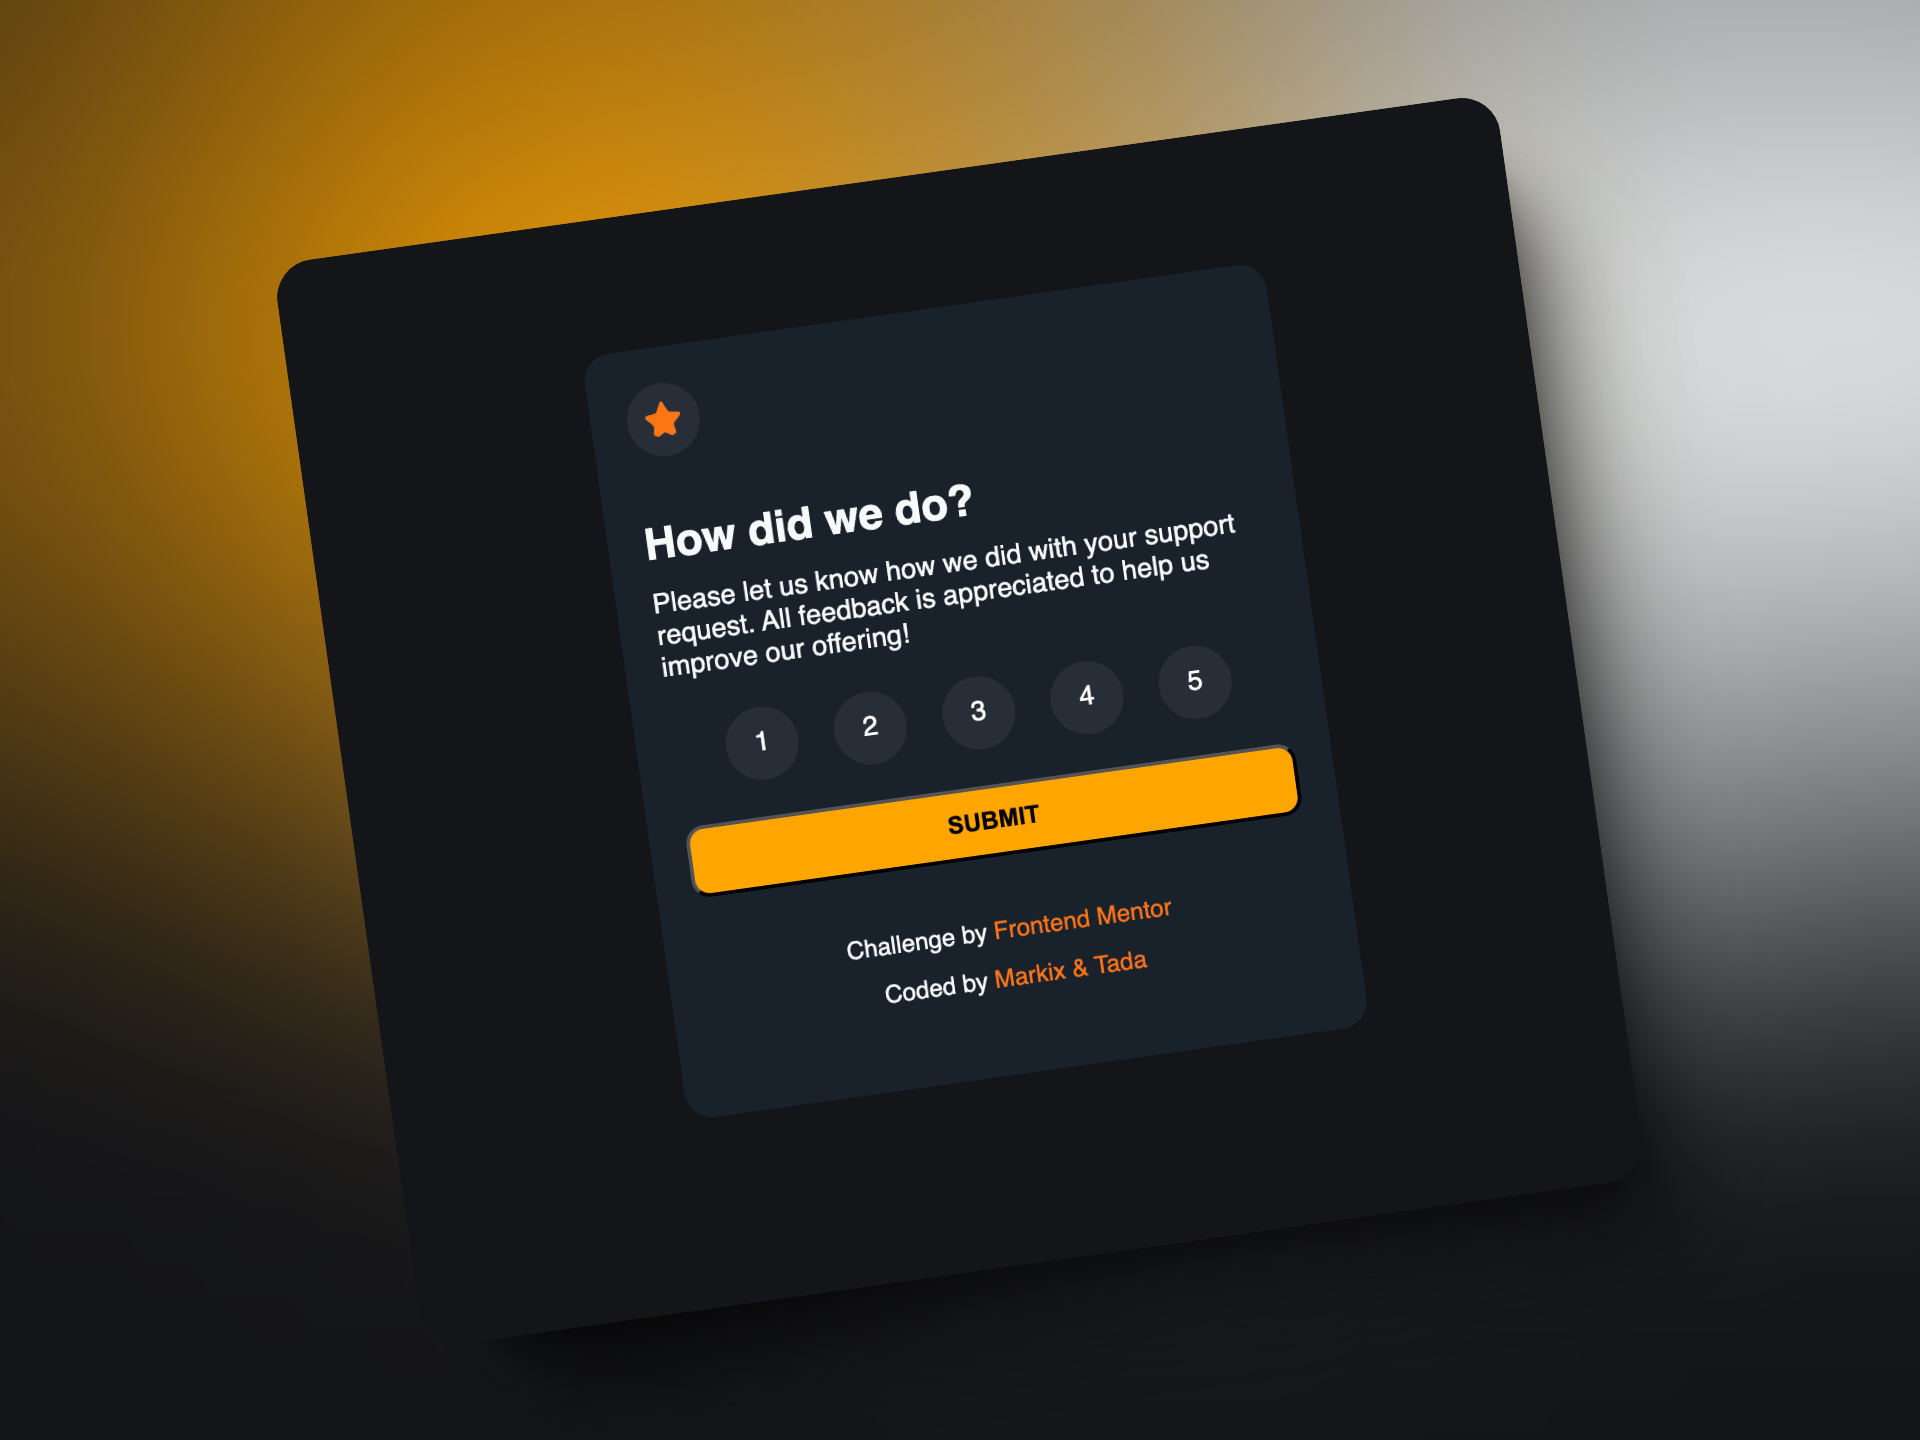 How did we do?
Please let us know how we did with your support
request. All feedback is appreciated to help us
improve our offering!
1 2 3 4 5
SUBMIT
Challenge by Frontend Mentor
Coded by Markix & Tada